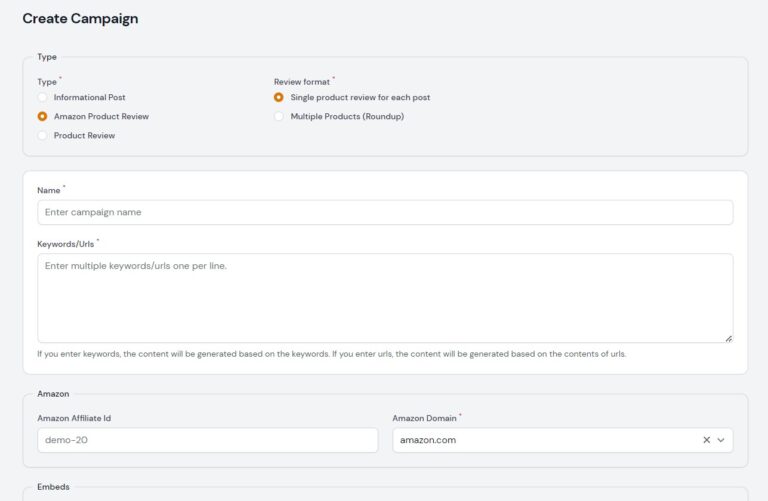 Create Campaign
Type
Type *
Review format *
Informational Post
Single product review for each post
Amazon Product Review
Multiple Products (Roundup)
Product Review
Name *
Enter campaign name
Keywords/Urls *
Enter multiple keywords/urls one per line.
If you enter keywords, the content will be generated based on the keywords. If you enter urls, the content will be generated based on the contents of urls.
Amazon
Amazon Affiliate Id
Amazon Domain *
demo-20
amazon.com
Embeds